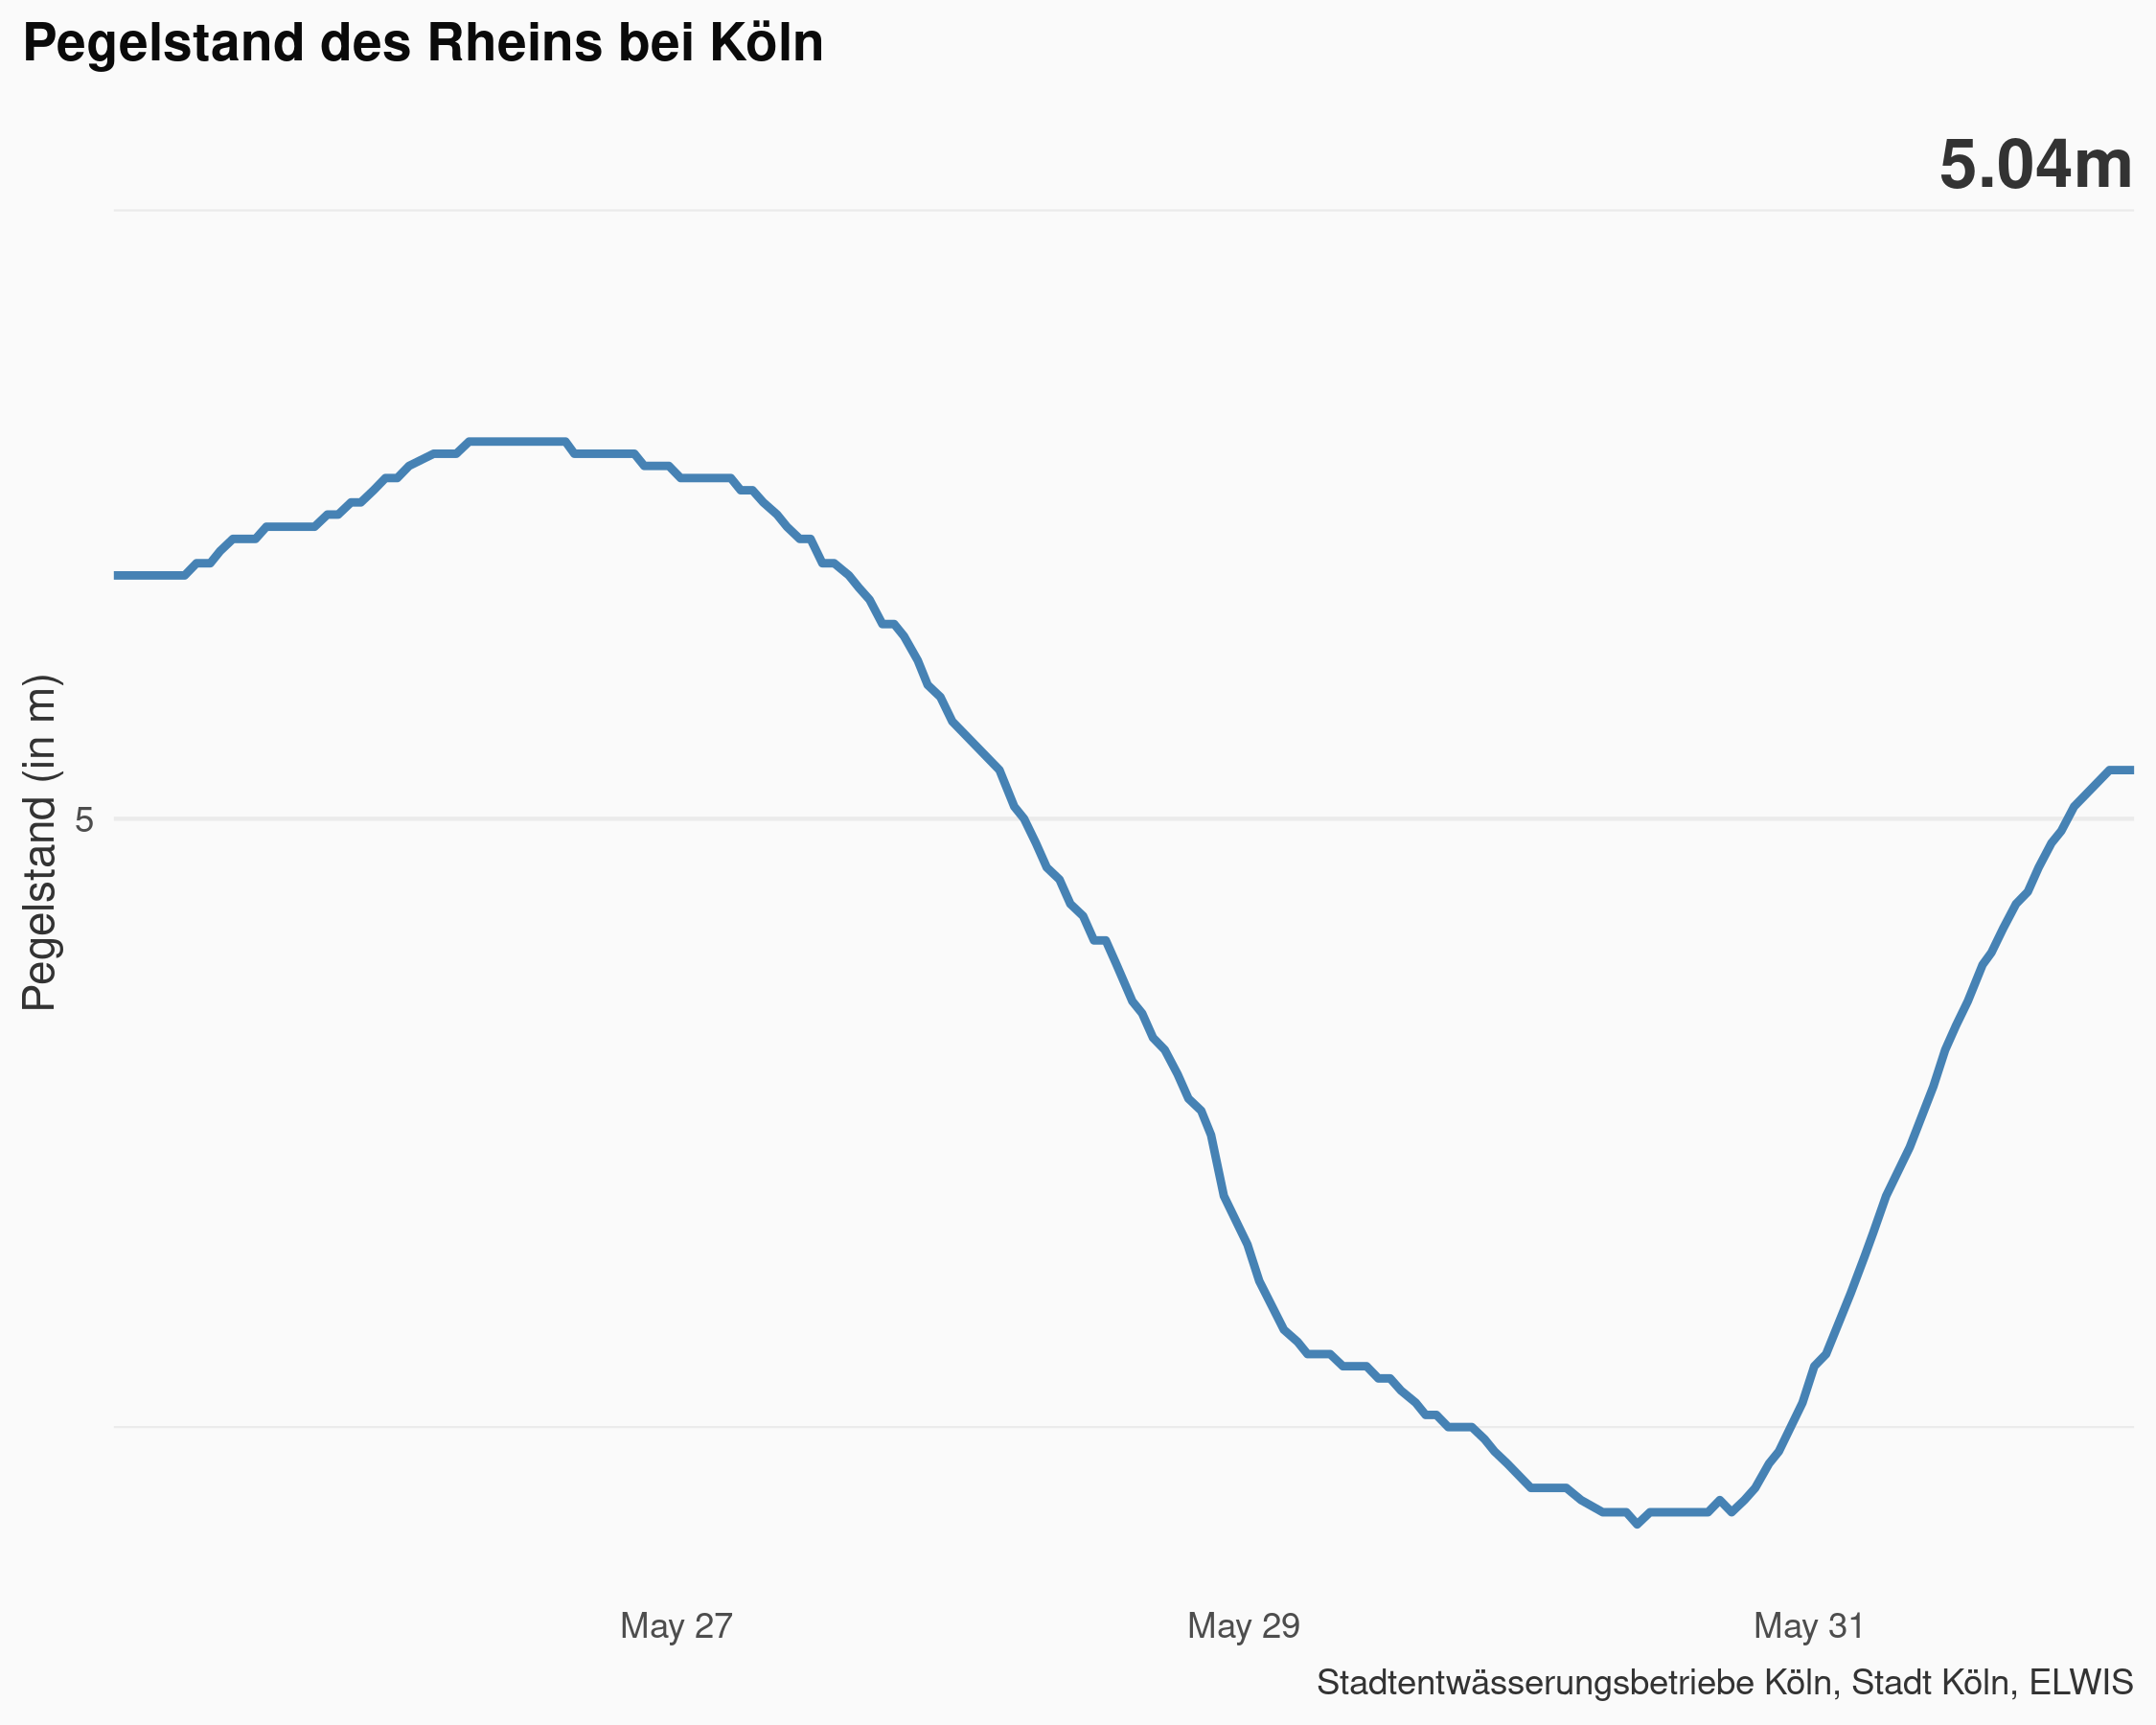 Pegelstand des Rheins bei Köln
5.04m
Pegelstand (in m)
5
May 27
May 29
May 31
Stadtentwässerungsbetriebe Köln, Stadt Köln, ELWIS